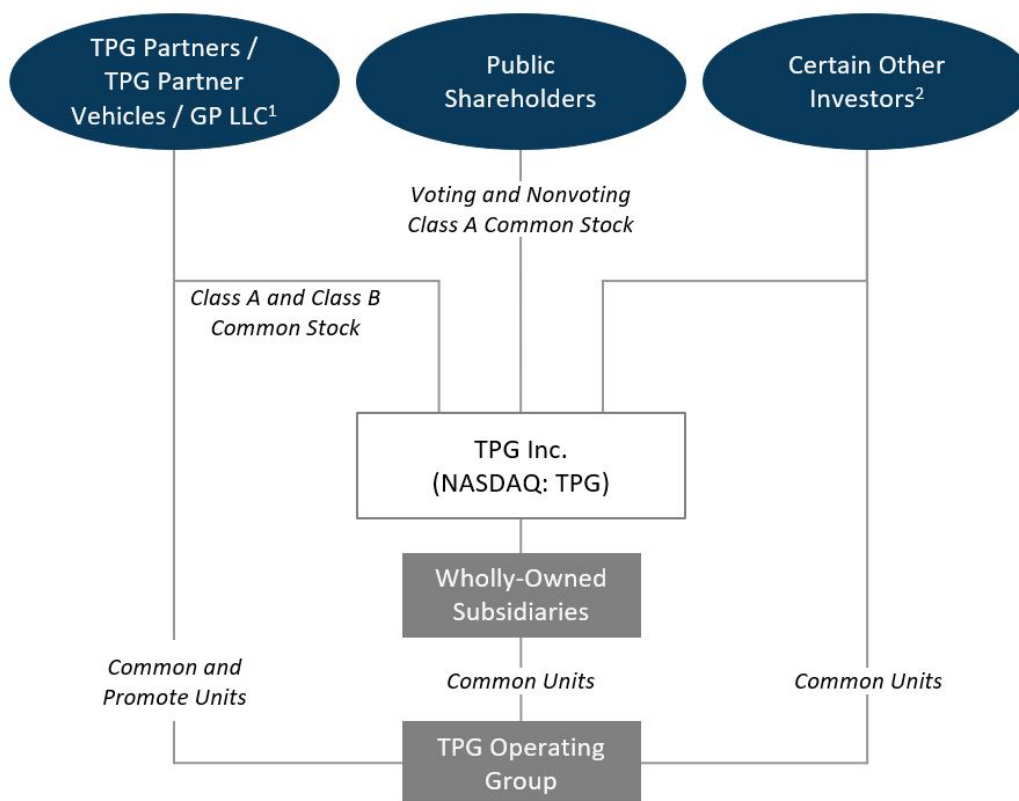 TPG Partners /
TPG Partner
Vehicles / GP LLC¹
Public
Shareholders
Certain Other
Investors²
Voting and Nonvoting
Class A Common Stock
Class A and Class B
Common Stock
TPG Inc.
(NASDAQ: TPG)
Wholly-Owned
Subsidiaries
Common and
Promote Units
Common Units
Common Units
TPG Operating
Group